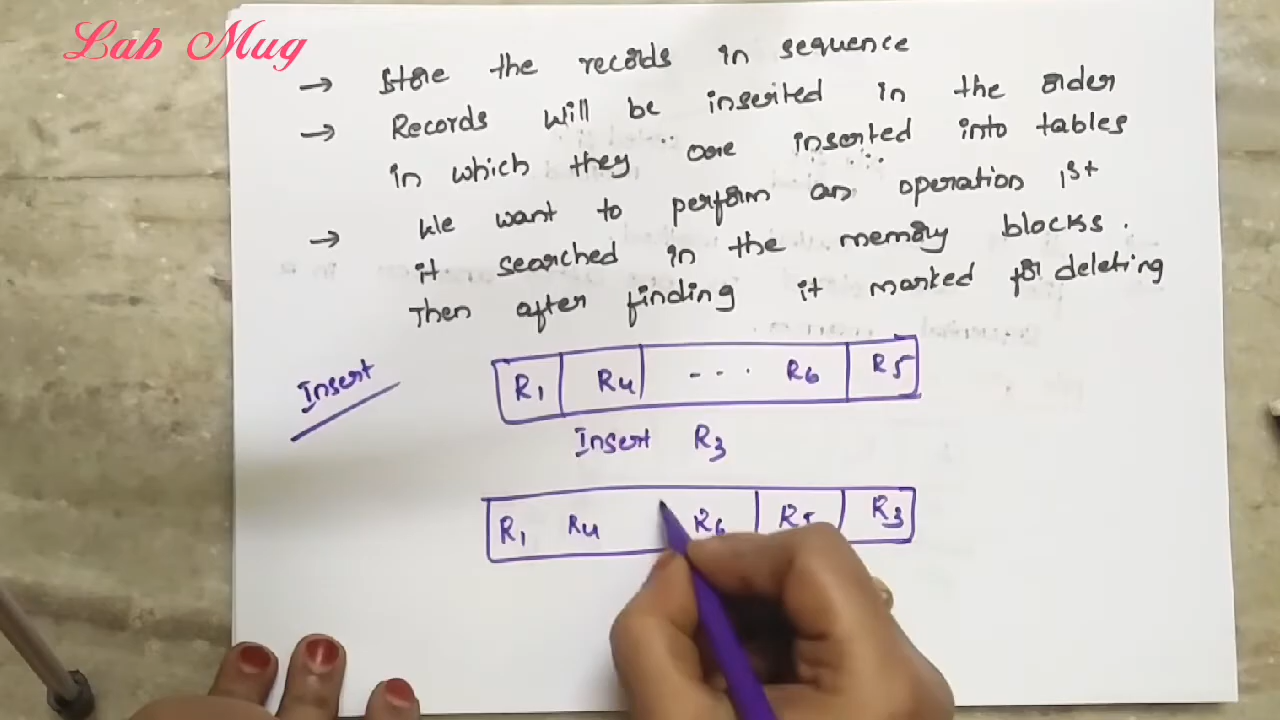 Lab Mug
→ Store the records in sequence
→ Records will be inserted in the order
in which they are inserted into tables
→ We want to perform an operation 1st
it searched in the memory blocks.
Then after finding it marked for deleting
Insert
R1 R4 - - - R6 R5
Insert R3
R1 R4 R6 R5 R3